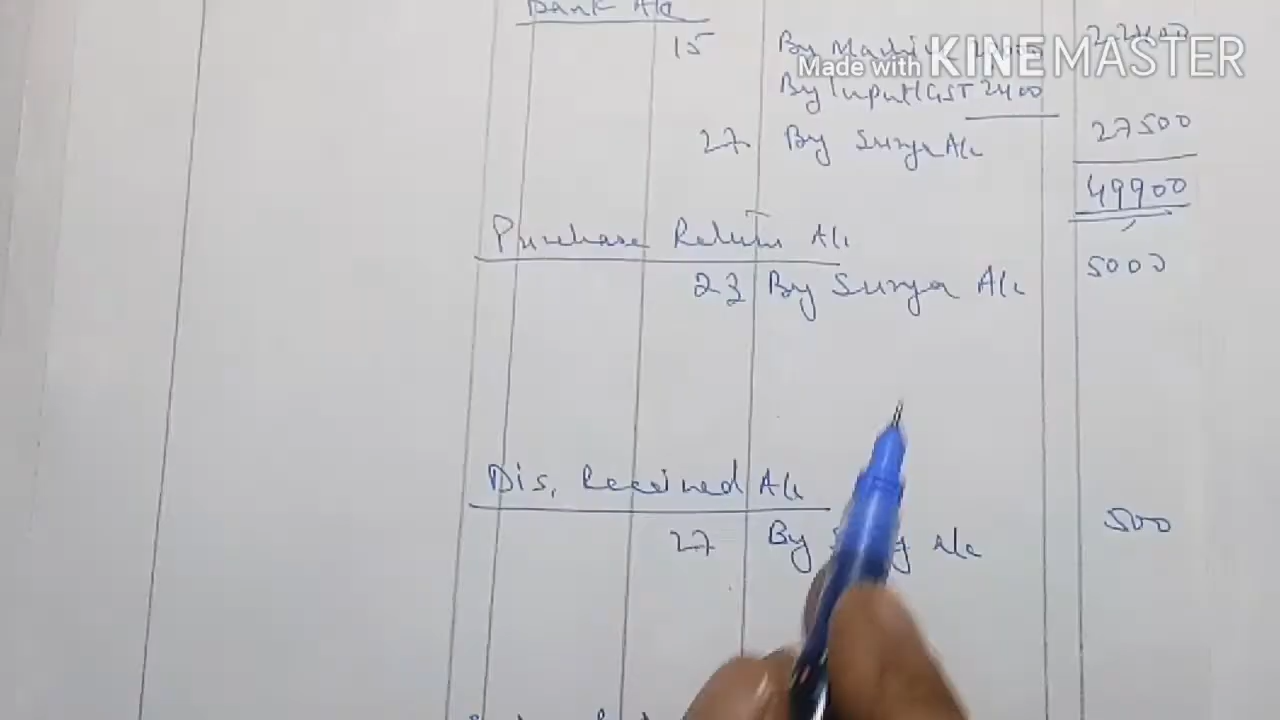 Bank A/c
15 By Machi
Made with KINEMASTER
By Input CGST 2400
27 By Surya A/c 27500
49900
Purchase Return A/c
23 By Surya A/c 5000
Dis. Received A/c
27 By A/c 500